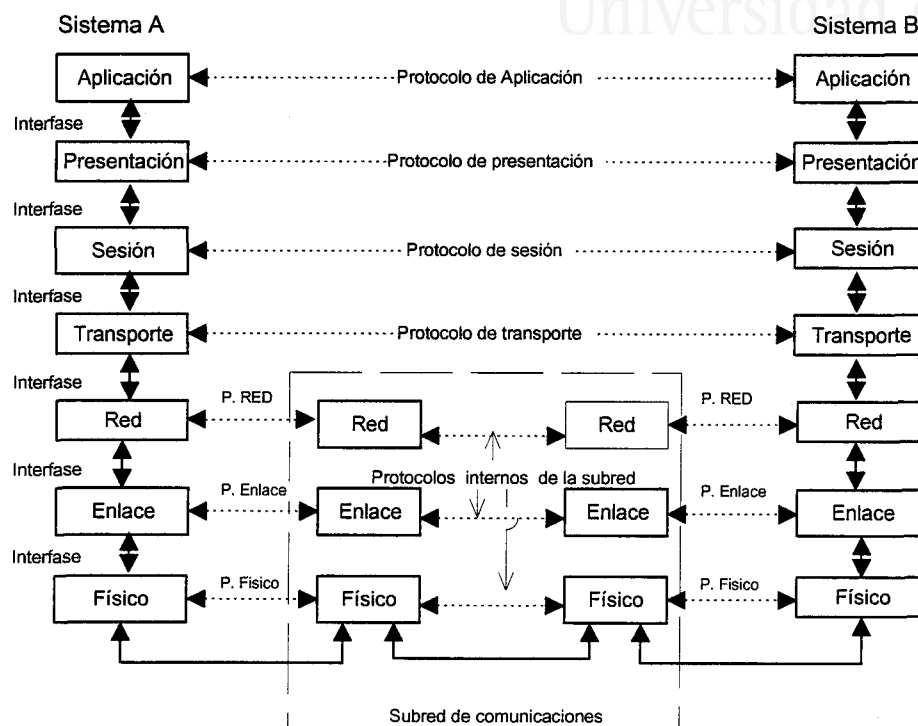 Universidad
Sistema A Sistema B
Aplicación Protocolo de Aplicación Aplicación
Interfase
Presentación Protocolo de presentación Presentación
Interfase
Sesión Protocolo de sesión Sesión
Interfase
Transporte Protocolo de transporte Transporte
Interfase
Red P. RED Red Red P. RED Red
Interfase
Protocolos internos de la subred
Enlace P. Enlace Enlace Enlace P. Enlace Enlace
Interfase
Físico P. Fisico Físico Físico P. Fisico Físico
Subred de comunicaciones